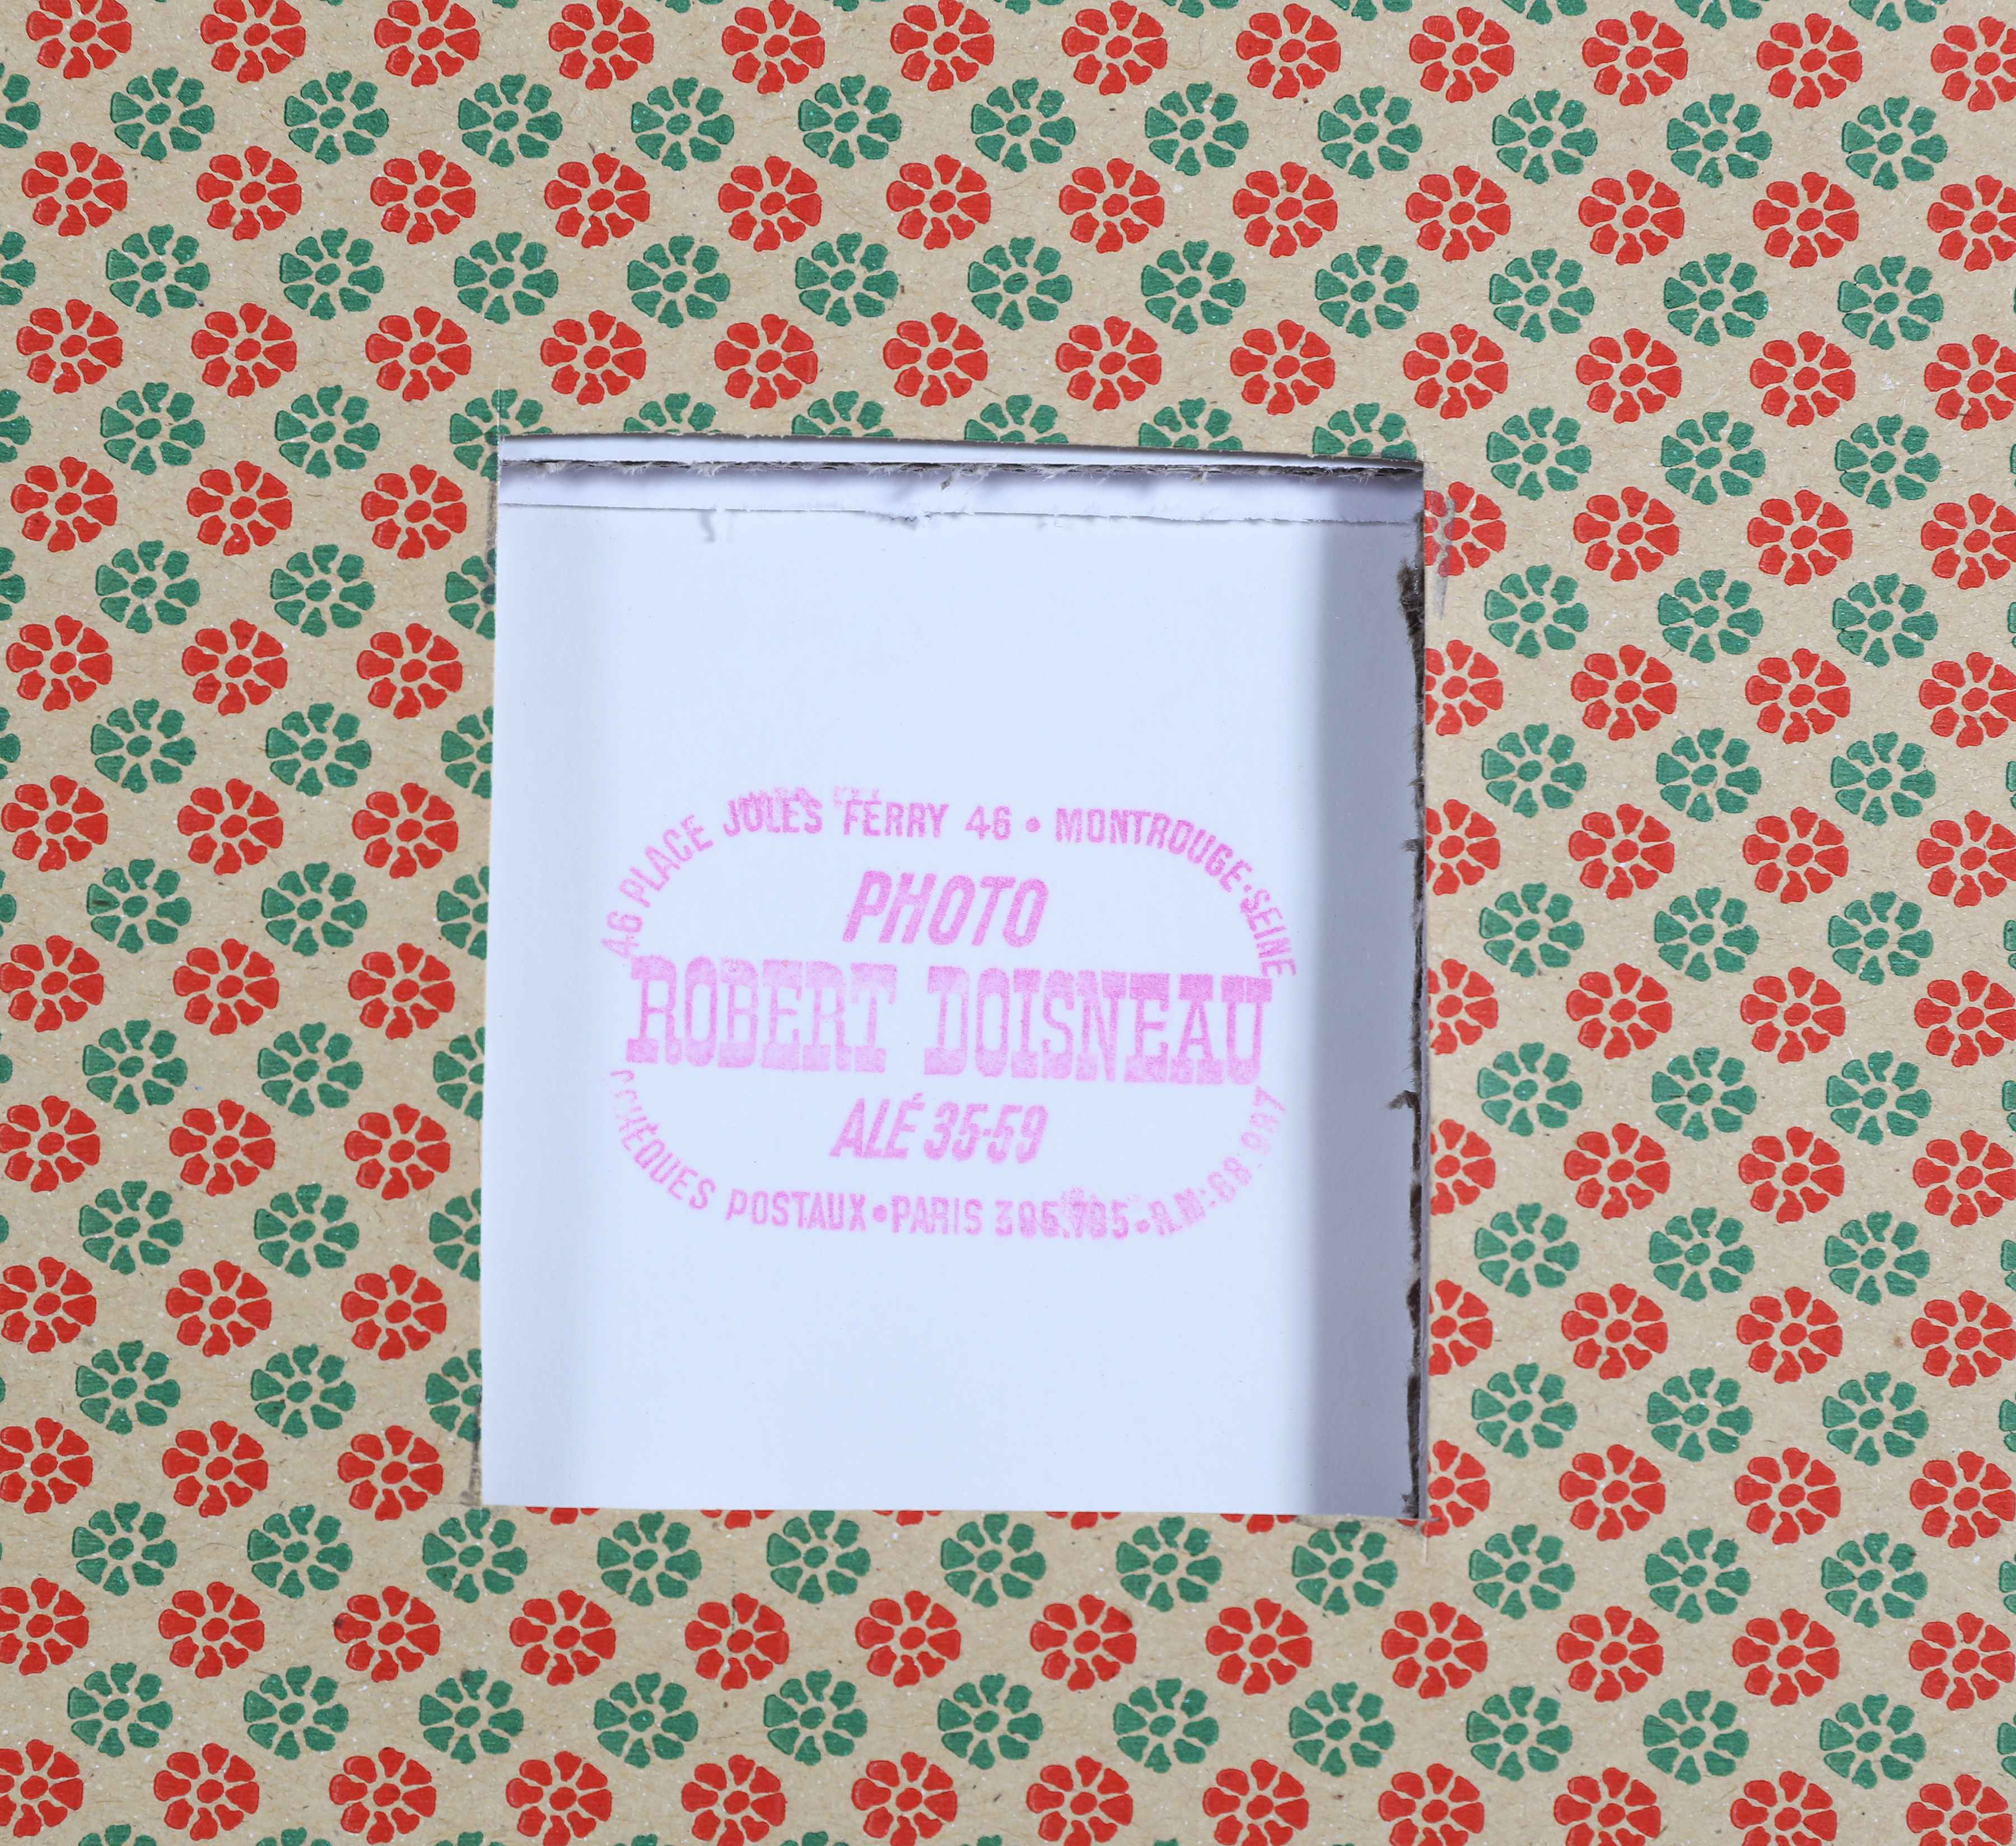 46 PLACE JULES FERRY 46 • MONTROUGE·SEINE
PHOTO
ROBERT DOISNEAU
ALÉ 35-59
CHÈQUES POSTAUX • PARIS • R.M: